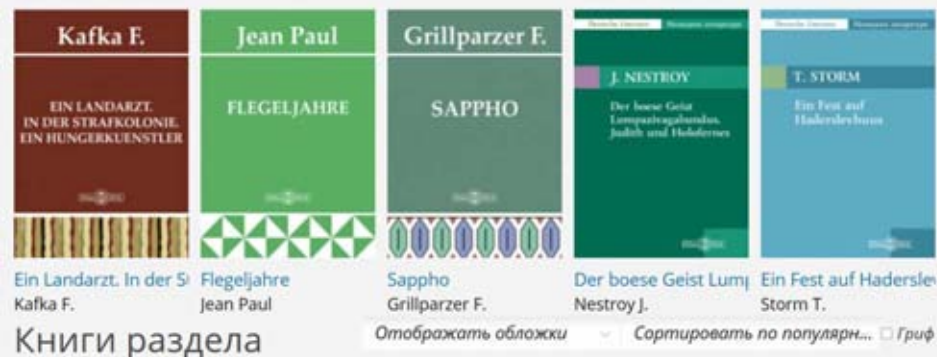 Kafka F.
EIN LANDARZT.
IN DER STRAFKOLONIE.
EIN HUNGERKUENSTLER
Jean Paul
FLEGELJAHRE
Grillparzer F.
SAPPHO
J. NESTROY
Der boese Geist
Lumpazivagabundus.
Judith und Holofernes
T. STORM
Ein Fest auf
Haderslevhuus
Ein Landarzt. In der S
Kafka F.
Flegeljahre
Jean Paul
Sappho
Grillparzer F.
Der boese Geist Lump
Nestroy J.
Ein Fest auf Haderslev
Storm T.
Книги раздела
Отображать обложки
Сортировать по популярн...
Гриф